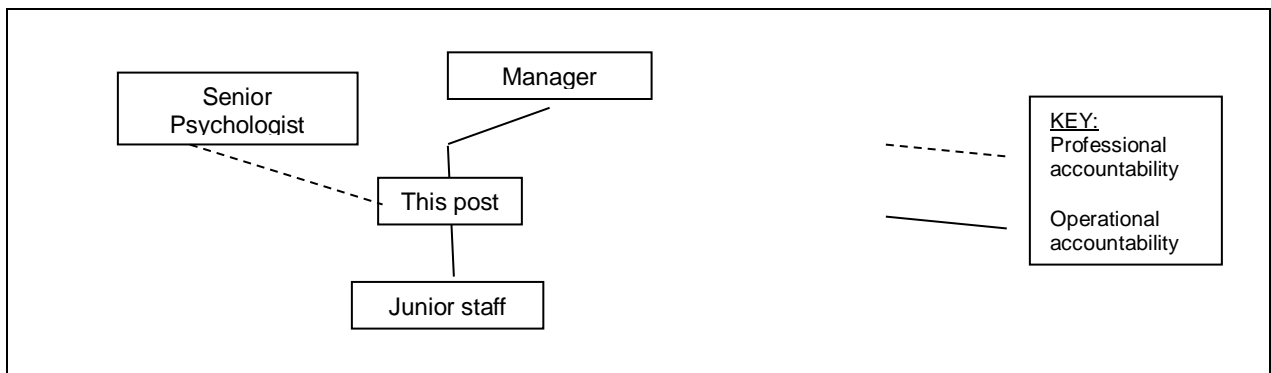 Manager
Senior
Psychologist
This post
Junior staff
KEY:
Professional
accountability
Operational
accountability